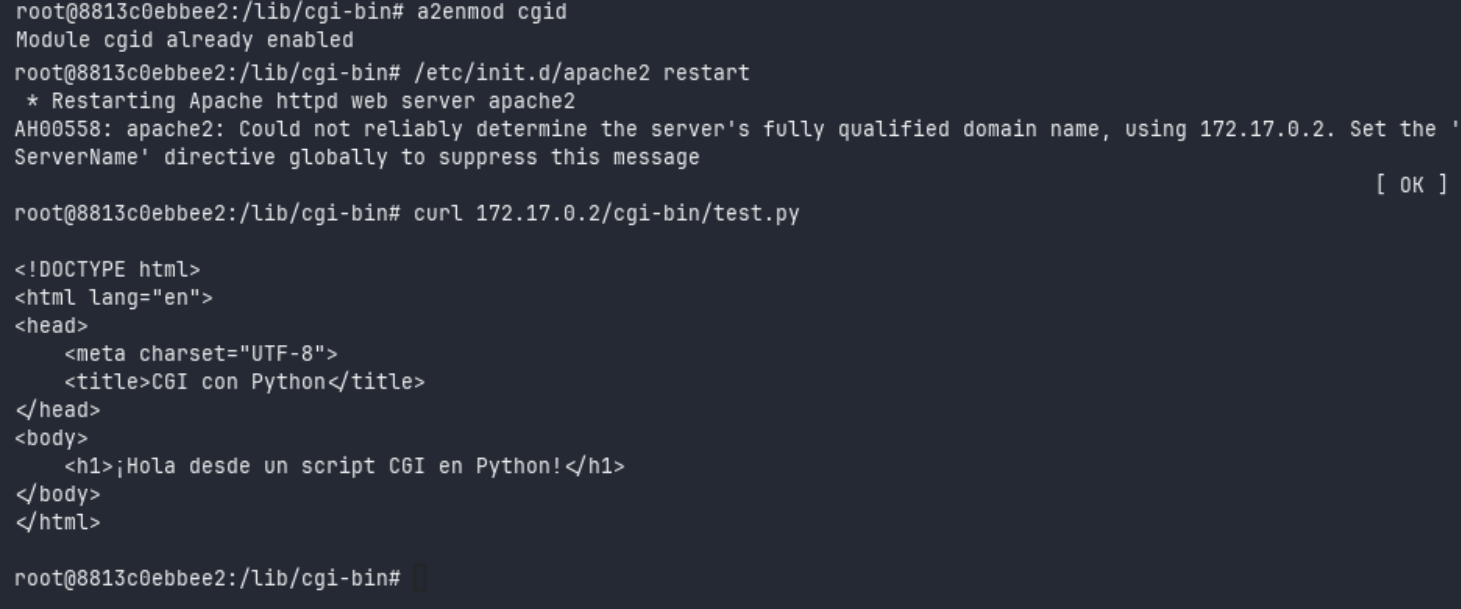 root@8813c0ebbee2:/lib/cgi-bin# a2enmod cgid
Module cgid already enabled
root@8813c0ebbee2:/lib/cgi-bin# /etc/init.d/apache2 restart
 * Restarting Apache httpd web server apache2
AH00558: apache2: Could not reliably determine the server's fully qualified domain name, using 172.17.0.2. Set the '
ServerName' directive globally to suppress this message
[ OK ]
root@8813c0ebbee2:/lib/cgi-bin# curl 172.17.0.2/cgi-bin/test.py
<!DOCTYPE html>
<html lang="en">
<head>
    <meta charset="UTF-8">
    <title>CGI con Python</title>
</head>
<body>
    <h1>¡Hola desde un script CGI en Python!</h1>
</body>
</html>
root@8813c0ebbee2:/lib/cgi-bin#